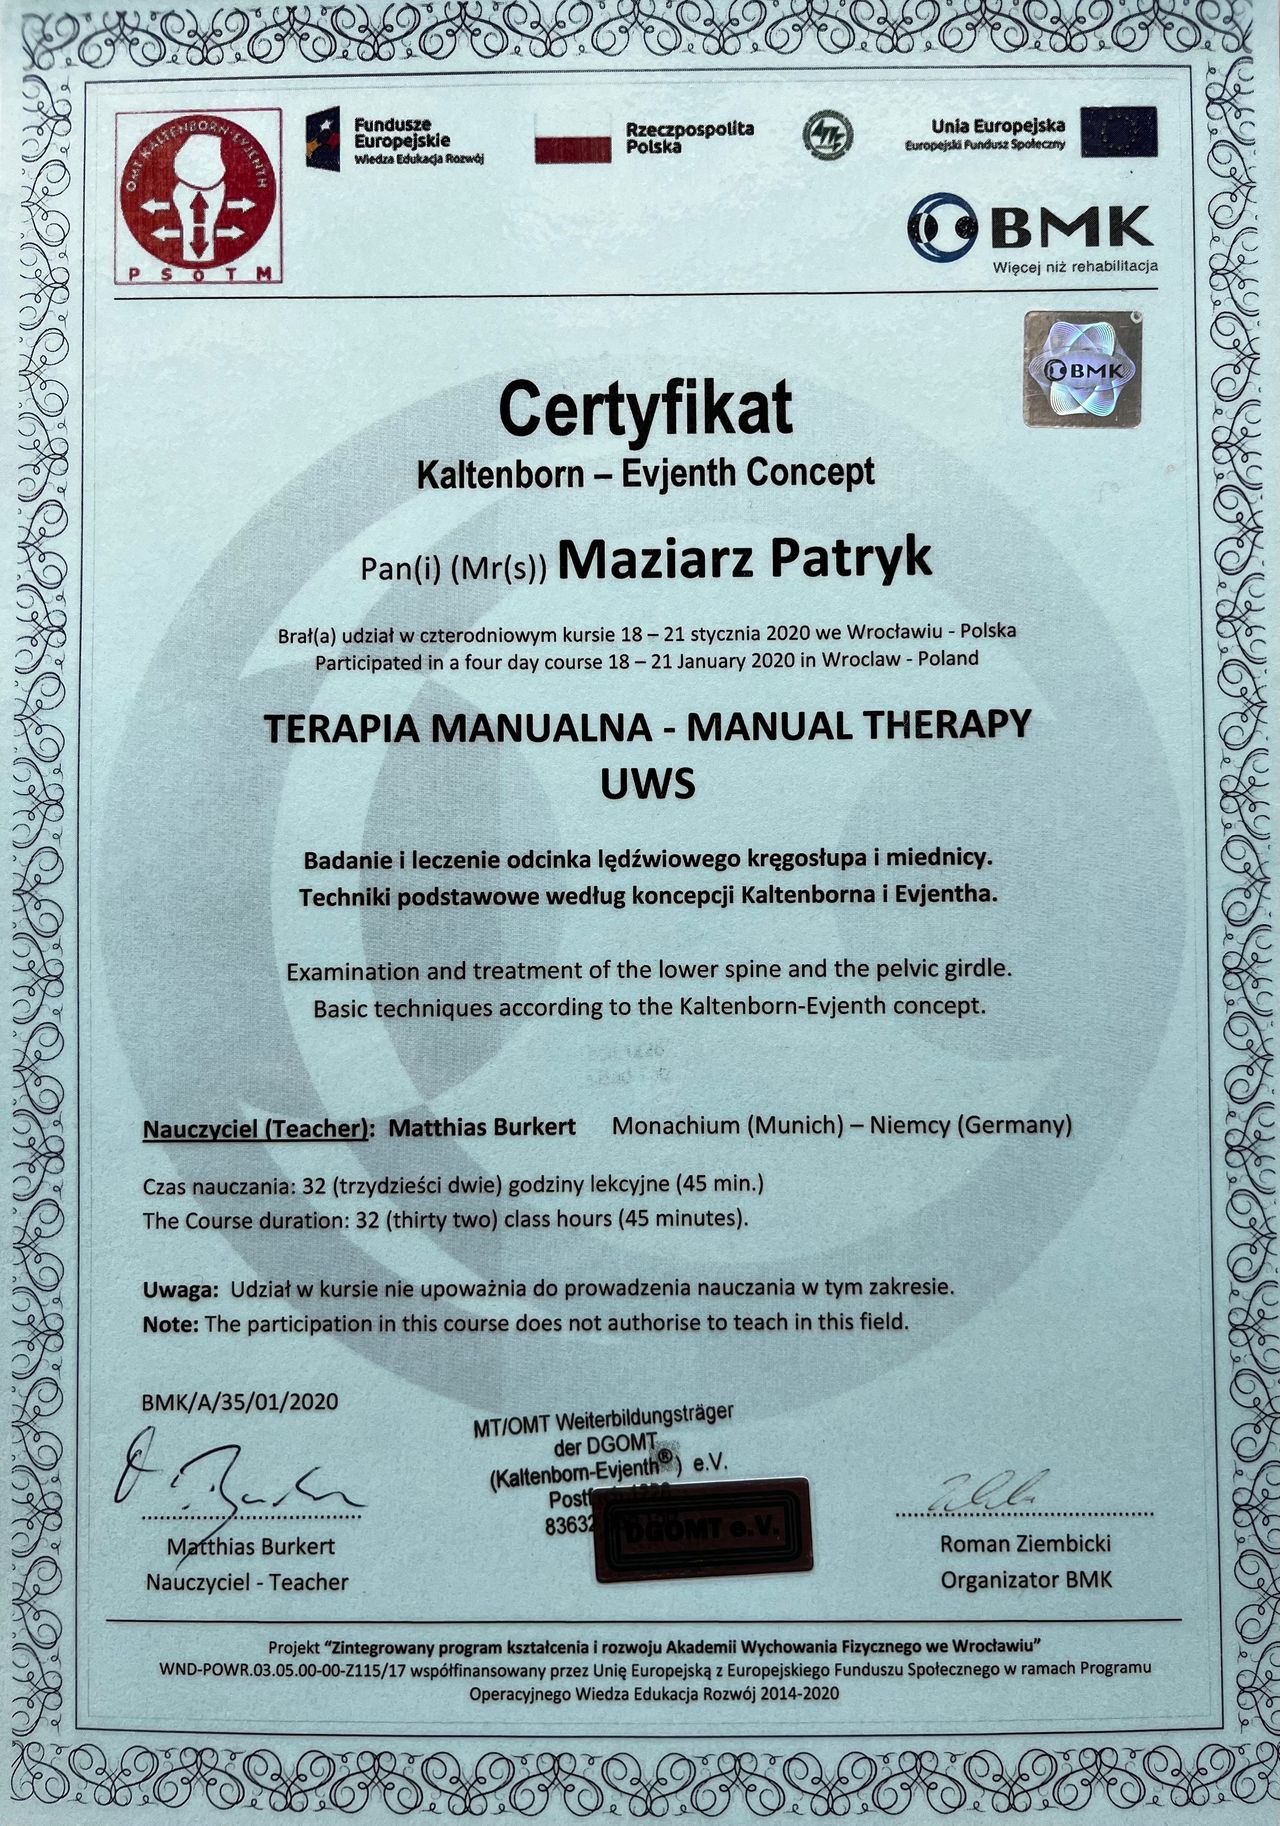 OMT KALTENBORN-EVJENTH
PSOTM
Fundusze
Europejskie
Wiedza Edukacja Rozwój
Rzeczpospolita
Polska
Unia Europejska
Europejski Fundusz Społeczny
BMK
Więcej niż rehabilitacja
BMK
Certyfikat
Kaltenborn – Evjenth Concept
Pan(i) (Mr(s)) Maziarz Patryk
Brał(a) udział w czterodniowym kursie 18 – 21 stycznia 2020 we Wrocławiu - Polska
Participated in a four day course 18 – 21 January 2020 in Wroclaw - Poland
TERAPIA MANUALNA - MANUAL THERAPY
UWS
Badanie i leczenie odcinka lędźwiowego kręgosłupa i miednicy.
Techniki podstawowe według koncepcji Kaltenborna i Evjentha.
Examination and treatment of the lower spine and the pelvic girdle.
Basic techniques according to the Kaltenborn-Evjenth concept.
Nauczyciel (Teacher): Matthias Burkert Monachium (Munich) – Niemcy (Germany)
Czas nauczania: 32 (trzydzieści dwie) godziny lekcyjne (45 min.)
The Course duration: 32 (thirty two) class hours (45 minutes).
Uwaga: Udział w kursie nie upoważnia do prowadzenia nauczania w tym zakresie.
Note: The participation in this course does not authorise to teach in this field.
BMK/A/35/01/2020
MT/OMT Weiterbildungsträger
der DGOMT
(Kaltenborn-Evjenth®) e.V.
83632
DGOMT e.V.
Matthias Burkert
Nauczyciel - Teacher
Roman Ziembicki
Organizator BMK
Projekt “Zintegrowany program kształcenia i rozwoju Akademii Wychowania Fizycznego we Wrocławiu”
WND-POWR.03.05.00-00-Z115/17 współfinansowany przez Unię Europejską z Europejskiego Funduszu Społecznego w ramach Programu
Operacyjnego Wiedza Edukacja Rozwój 2014-2020